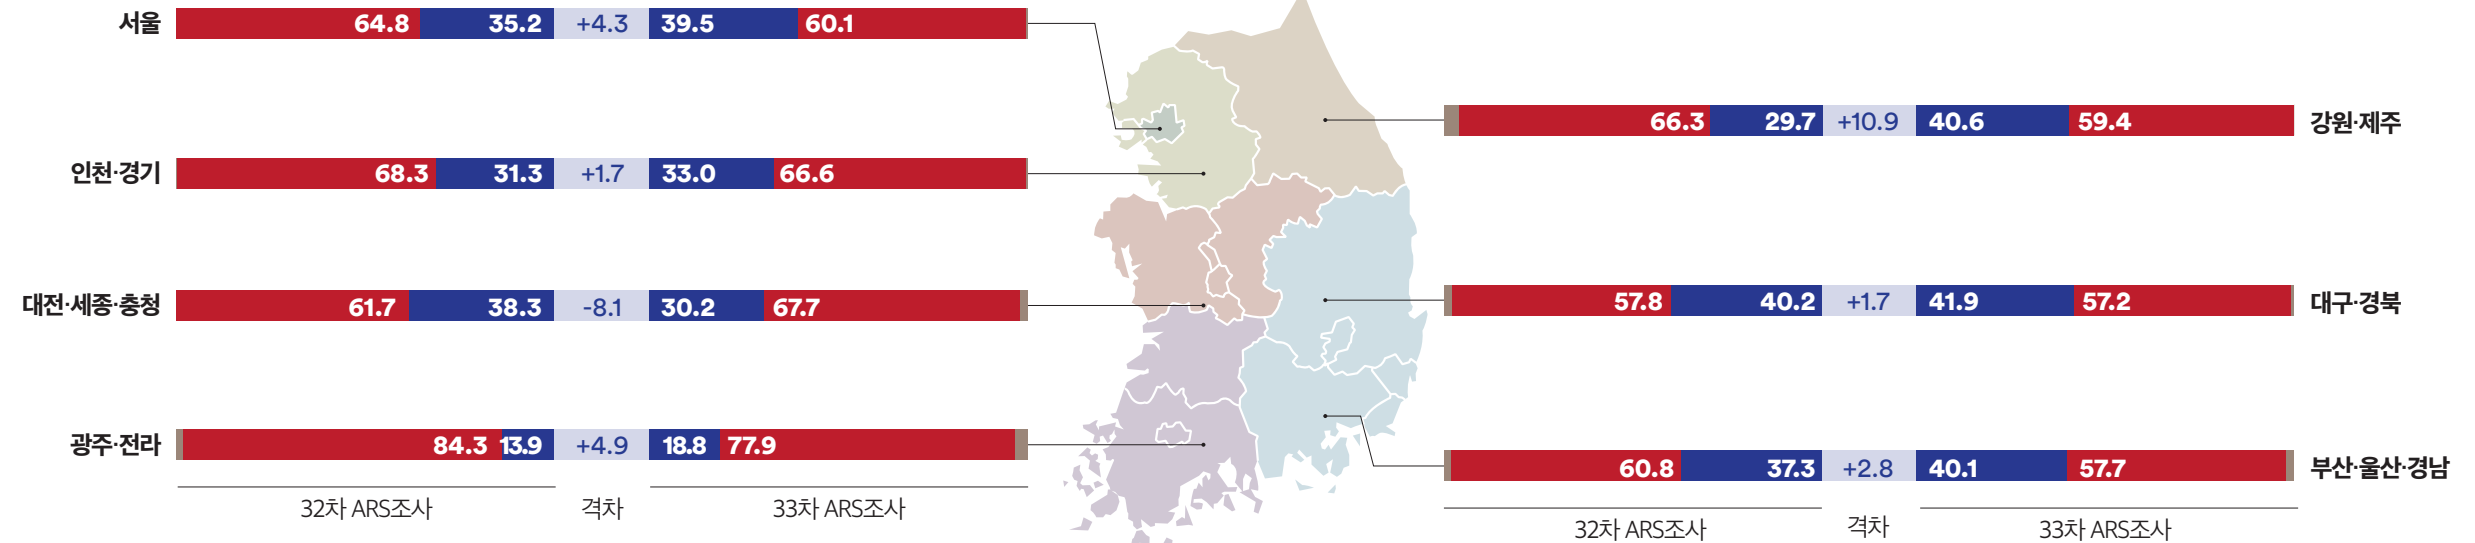 서울 64.8 35.2 +4.3 39.5 60.1
인천·경기 68.3 31.3 +1.7 33.0 66.6
대전·세종·충청 61.7 38.3 -8.1 30.2 67.7
광주·전라 84.3 13.9 +4.9 18.8 77.9
32차 ARS조사 격차 33차 ARS조사
66.3 29.7 +10.9 40.6 59.4 강원·제주
57.8 40.2 +1.7 41.9 57.2 대구·경북
60.8 37.3 +2.8 40.1 57.7 부산·울산·경남
32차 ARS조사 격차 33차 ARS조사